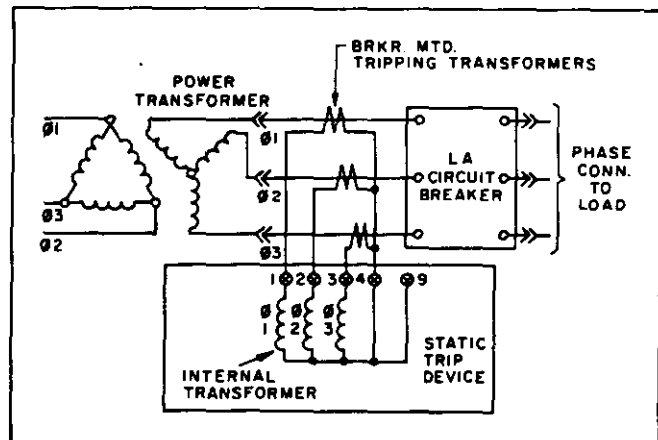 BRKR. MTD.
TRIPPING TRANSFORMERS
POWER
TRANSFORMER
Ø1
Ø1
LA
CIRCUIT
BREAKER
PHASE
CONN.
TO
LOAD
Ø2
Ø3
Ø2
Ø3
1 2 3 4 9
Ø
1
Ø
2
Ø
3
STATIC
TRIP
DEVICE
INTERNAL
TRANSFORMER